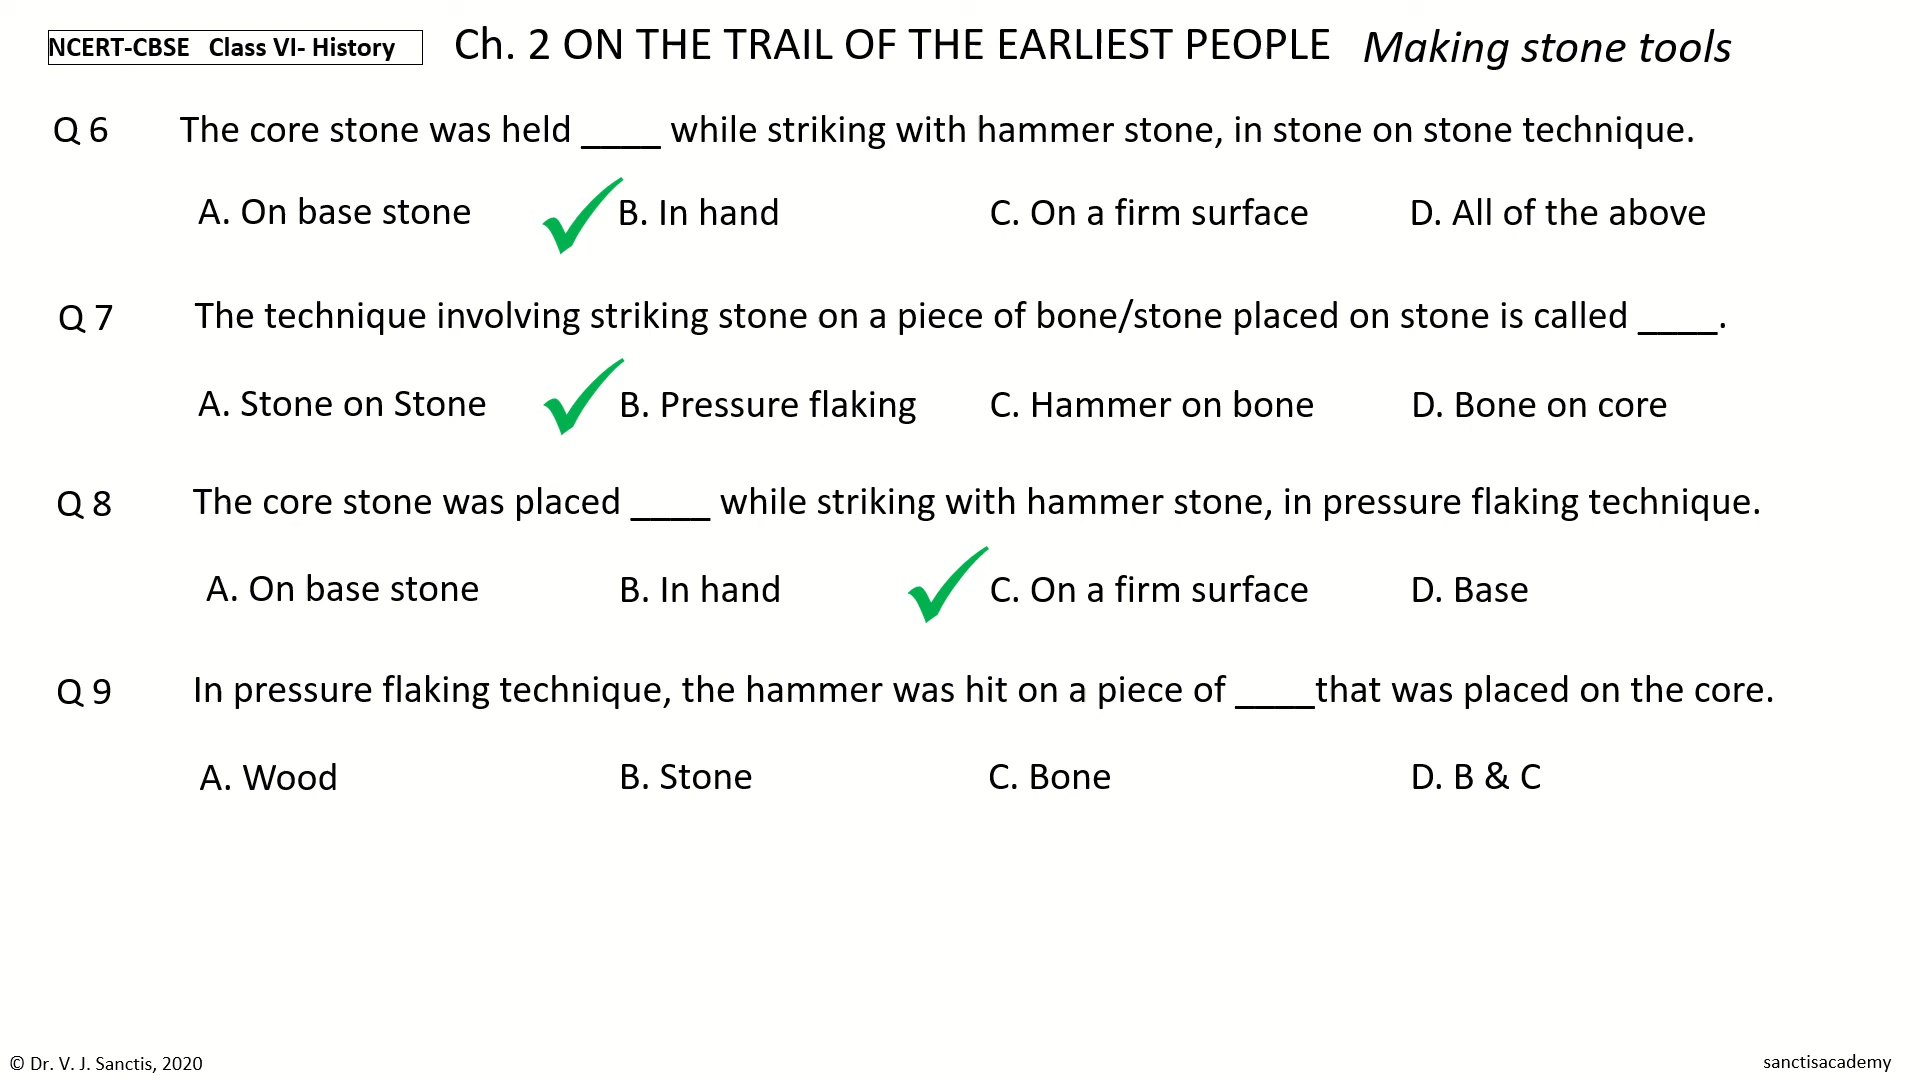 NCERT-CBSE Class VI- History Ch. 2 ON THE TRAIL OF THE EARLIEST PEOPLE Making stone tools
Q 6 The core stone was held ____ while striking with hammer stone, in stone on stone technique.
A. On base stone B. In hand C. On a firm surface D. All of the above
Q 7 The technique involving striking stone on a piece of bone/stone placed on stone is called ____.
A. Stone on Stone B. Pressure flaking C. Hammer on bone D. Bone on core
Q 8 The core stone was placed ____ while striking with hammer stone, in pressure flaking technique.
A. On base stone B. In hand C. On a firm surface D. Base
Q 9 In pressure flaking technique, the hammer was hit on a piece of ____that was placed on the core.
A. Wood B. Stone C. Bone D. B & C
© Dr. V. J. Sanctis, 2020 sanctisacademy